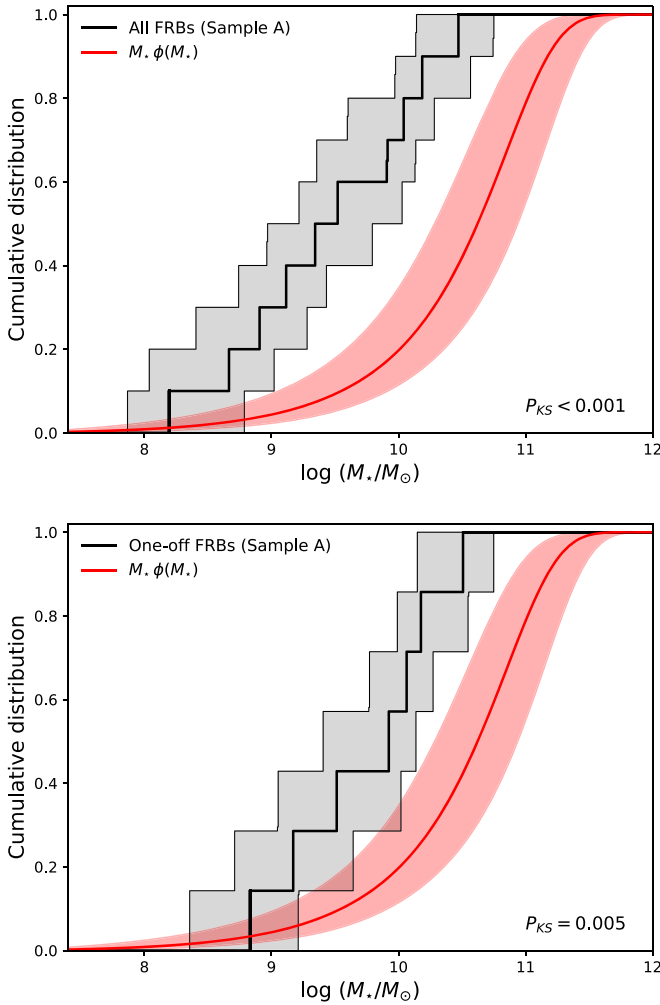 1.0
0.8
0.6
0.4
0.2
0.0
Cumulative distribution
All FRBs (Sample A)
M⋆ϕ(M⋆)
P_KS < 0.001
8 9 10 11 12
log (M⋆/M⊙)
1.0
0.8
0.6
0.4
0.2
0.0
Cumulative distribution
One-off FRBs (Sample A)
M⋆ϕ(M⋆)
P_KS = 0.005
8 9 10 11 12
log (M⋆/M⊙)